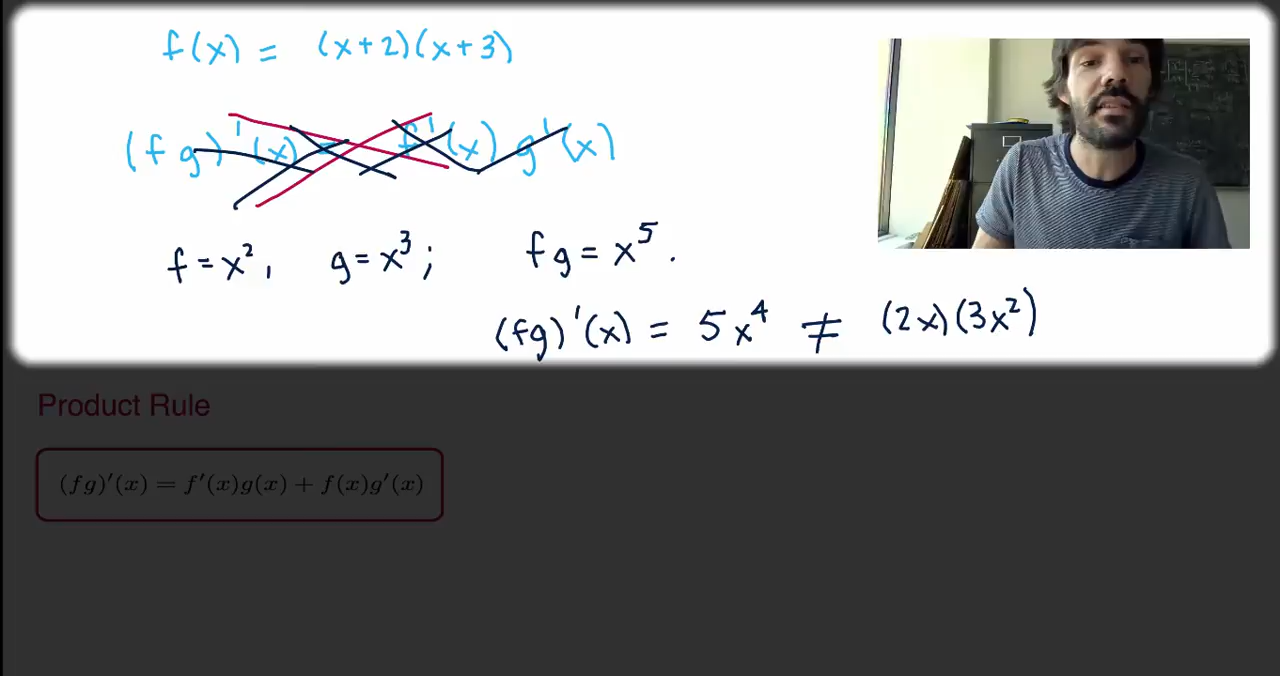 f(x) = (x+2)(x+3)
(fg)'(x) = f'(x) g'(x)
f = x², g = x³; fg = x⁵.
(fg)'(x) = 5x⁴ ≠ (2x)(3x²)
Product Rule
(fg)′(x) = f′(x)g(x) + f(x)g′(x)